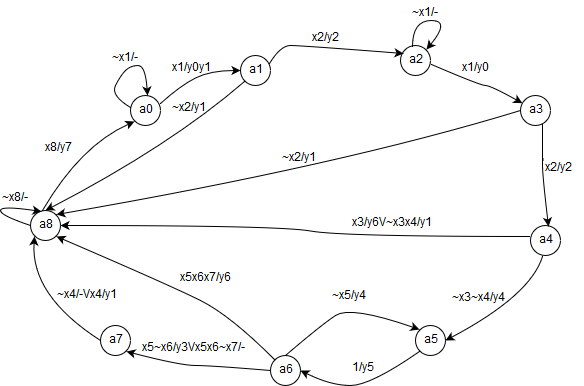 ~x1/-
x2/y2
~x1/-
a2
x1/y0y1
a1
x1/y0
a0
~x2/y1
a3
x8/y7
~x2/y1
x2/y2
~x8/-
a8
x3/y6V~x3x4/y1
a4
x5x6x7/y6
~x4/-Vx4/y1
~x5/y4
~x3~x4/y4
a7
x5~x6/y3Vx5x6~x7/-
a5
a6
1/y5